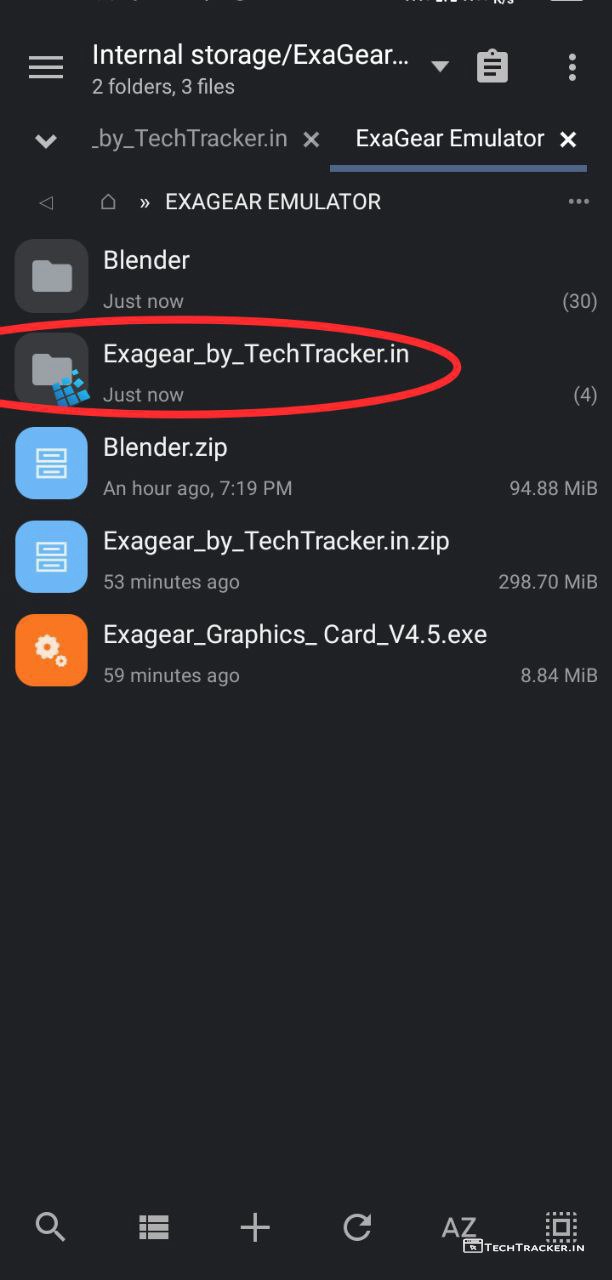 Internal storage/ExaGear...
2 folders, 3 files
_by_TechTracker.in
ExaGear Emulator
» EXAGEAR EMULATOR
Blender
Just now (30)
Exagear_by_TechTracker.in
Just now (4)
Blender.zip
An hour ago, 7:19 PM 94.88 MiB
Exagear_by_TechTracker.in.zip
53 minutes ago 298.70 MiB
Exagear_Graphics_ Card_V4.5.exe
59 minutes ago 8.84 MiB
AZ
TECHTRACKER.IN